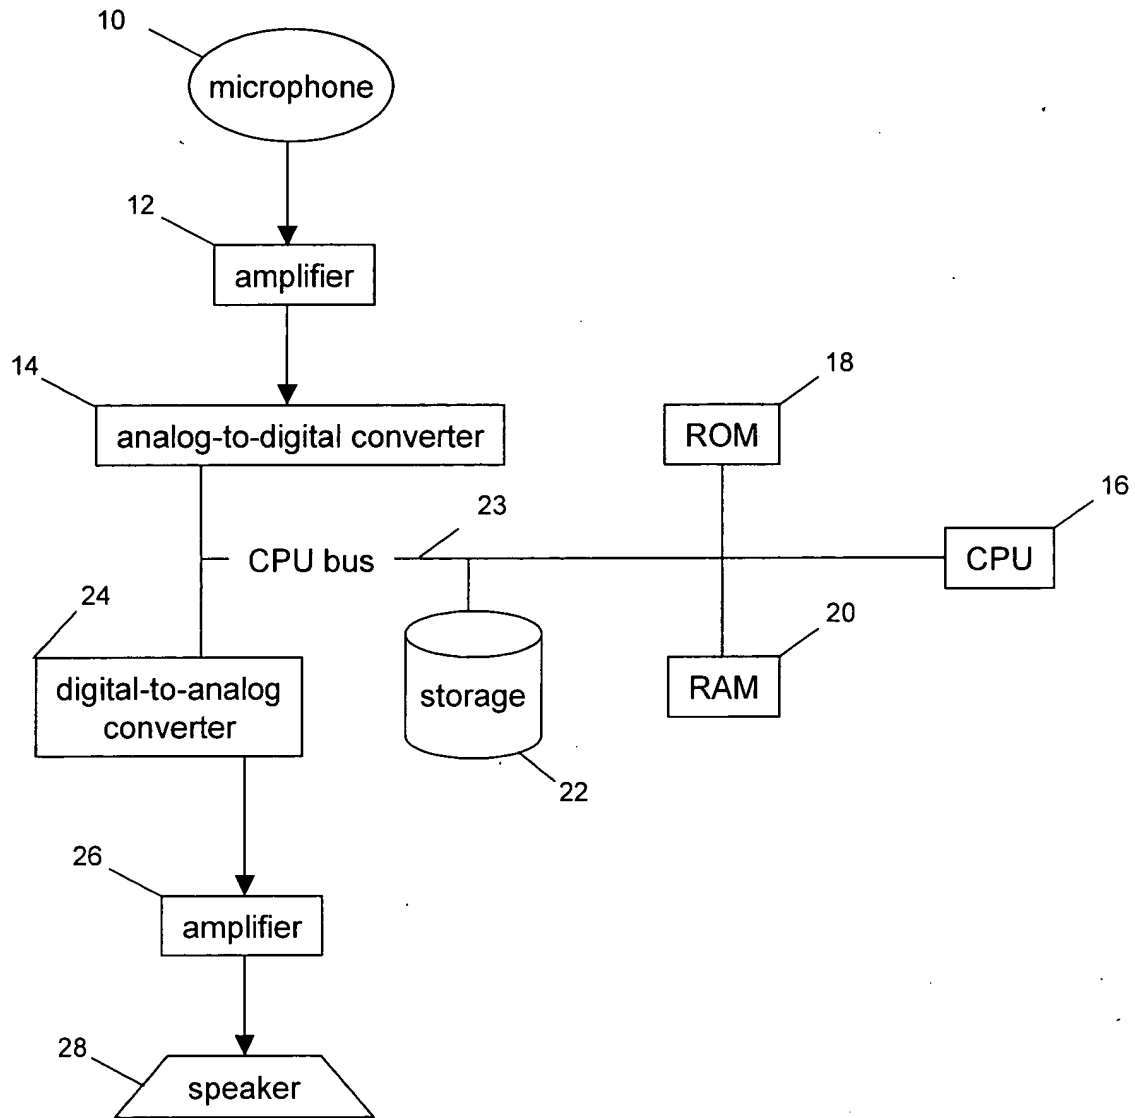 10
microphone
12
amplifier
14
analog-to-digital converter
18
ROM
16
CPU
23
CPU bus
24
digital-to-analog
converter
storage
22
20
RAM
26
amplifier
28
speaker